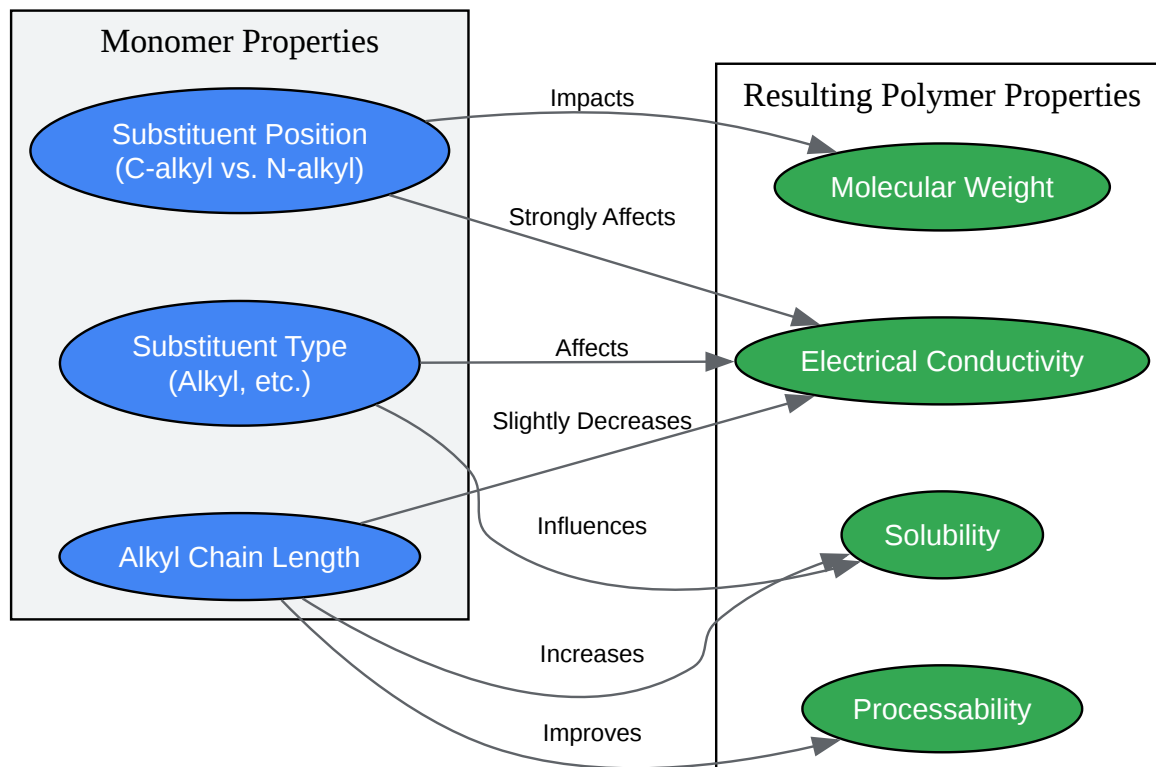 Monomer Properties
Substituent Position
(C-alkyl vs. N-alkyl)
Substituent Type
(Alkyl, etc.)
Alkyl Chain Length
Impacts
Strongly Affects
Affects
Slightly Decreases
Influences
Increases
Improves
Resulting Polymer Properties
Molecular Weight
Electrical Conductivity
Solubility
Processability